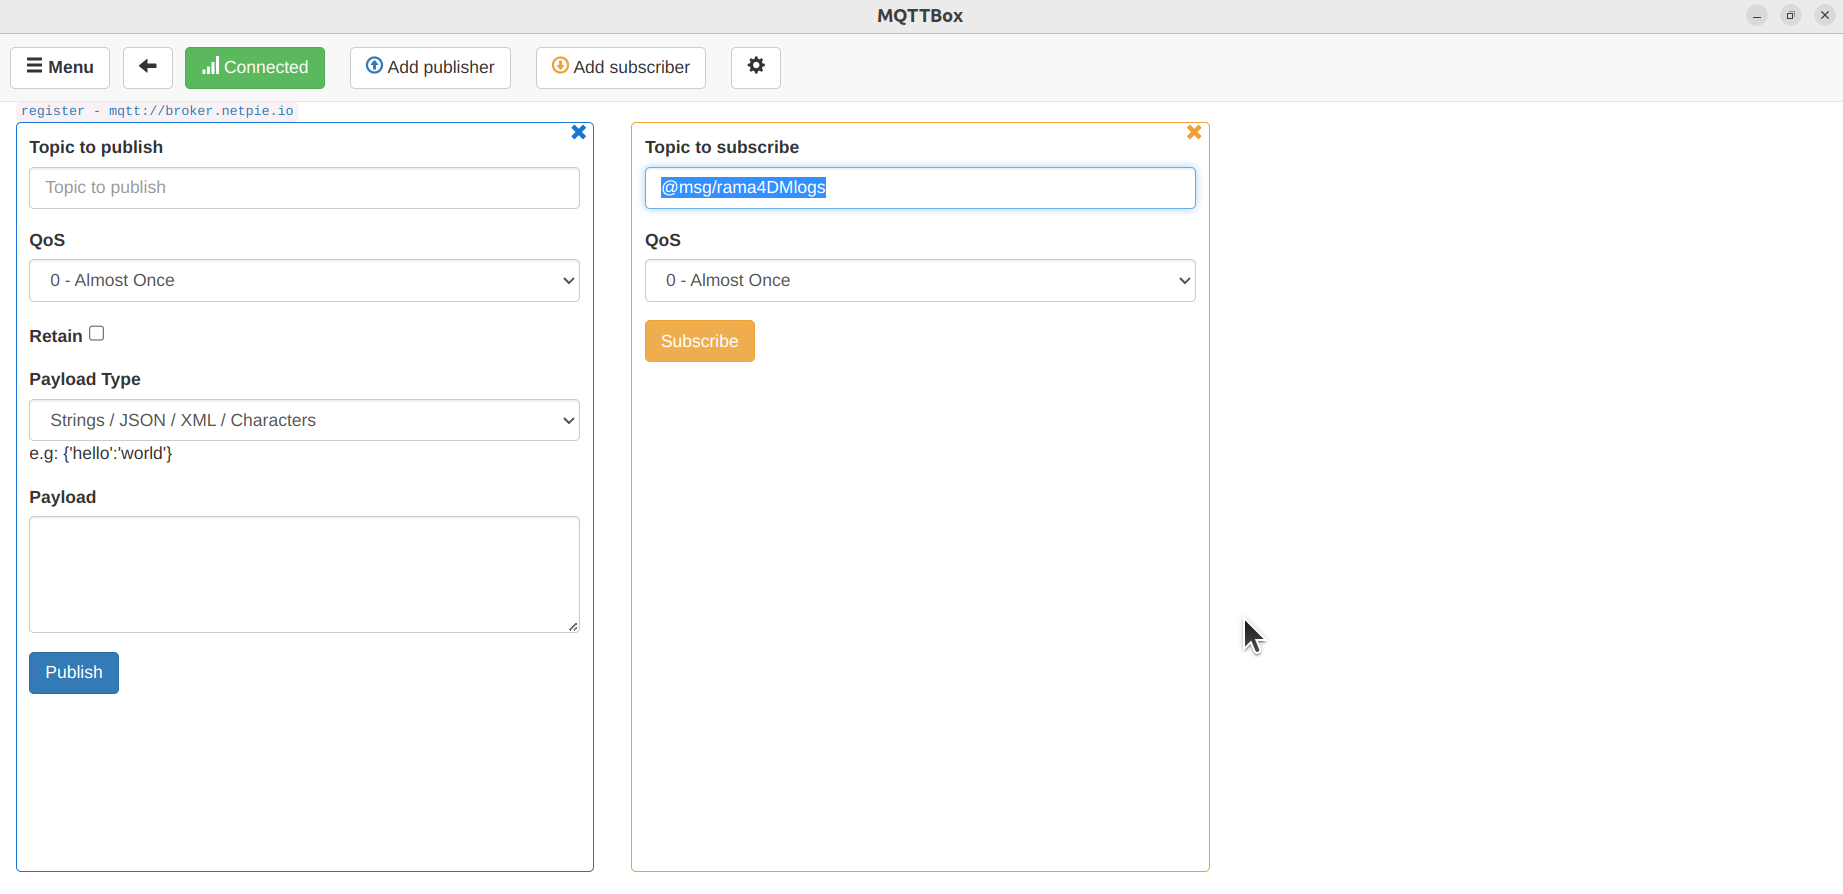 MQTTBox
Menu
Connected
Add publisher
Add subscriber
register - mqtt://broker.netpie.io
Topic to publish
Topic to publish
QoS
0 - Almost Once
Retain
Payload Type
Strings / JSON / XML / Characters
e.g: {'hello':'world'}
Payload
Publish
Topic to subscribe
@msg/rama4DMlogs
QoS
0 - Almost Once
Subscribe